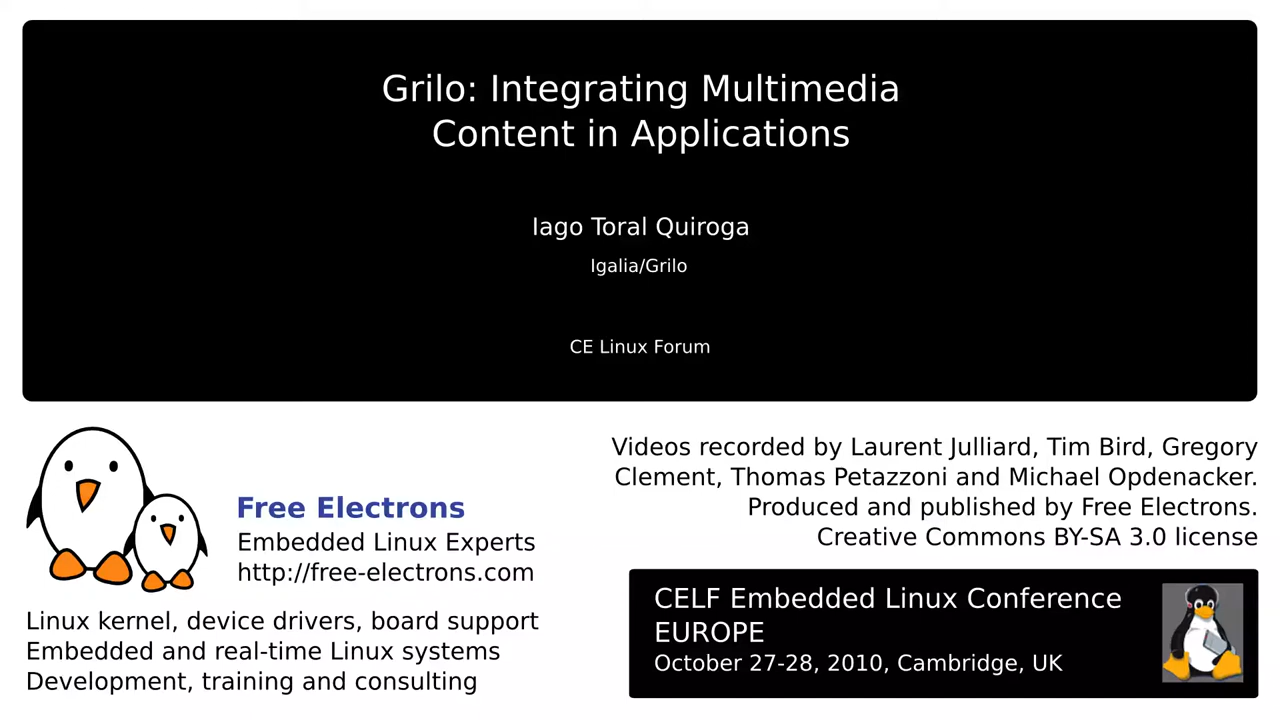 Grilo: Integrating Multimedia
Content in Applications
Iago Toral Quiroga
Igalia/Grilo
CE Linux Forum
Free Electrons
Embedded Linux Experts
http://free-electrons.com
Linux kernel, device drivers, board support
Embedded and real-time Linux systems
Development, training and consulting
Videos recorded by Laurent Julliard, Tim Bird, Gregory
Clement, Thomas Petazzoni and Michael Opdenacker.
Produced and published by Free Electrons.
Creative Commons BY-SA 3.0 license
CELF Embedded Linux Conference
EUROPE
October 27-28, 2010, Cambridge, UK